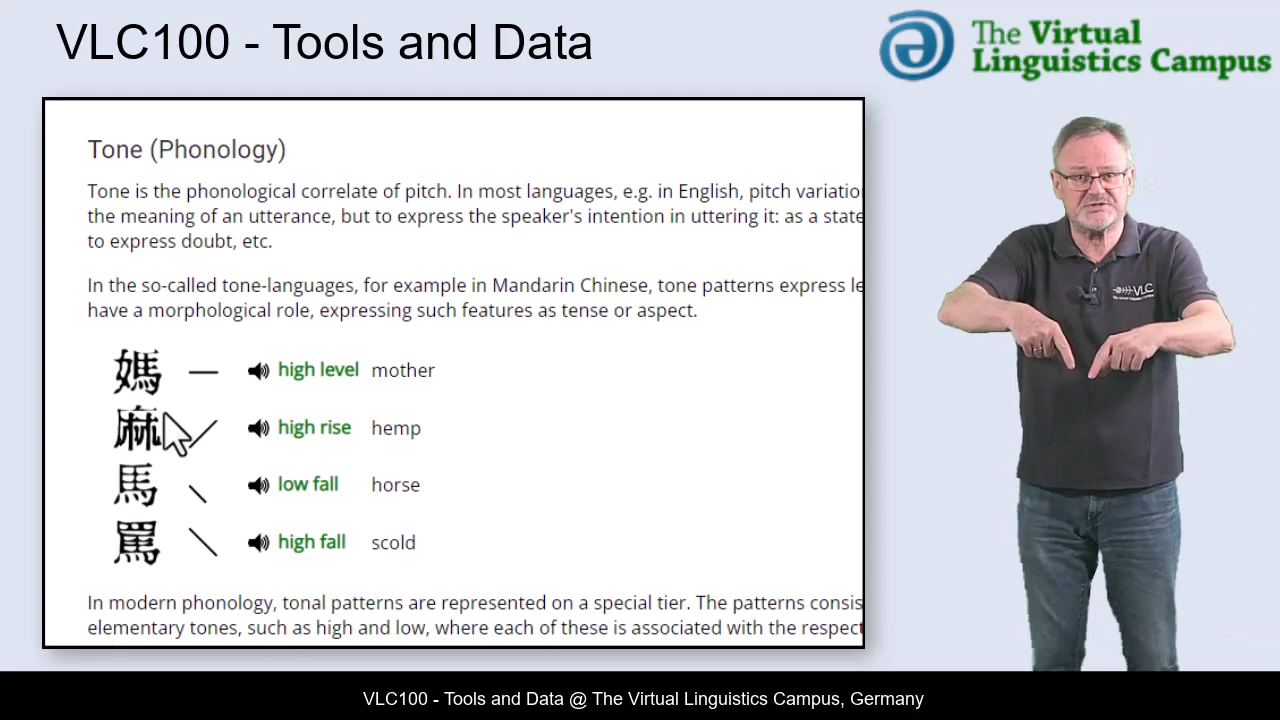 VLC100 - Tools and Data
The Virtual
Linguistics Campus
Tone (Phonology)
Tone is the phonological correlate of pitch. In most languages, e.g. in English, pitch
the meaning of an utterance, but to express the speaker's intention in uttering it: as a
to express doubt, etc.
In the so-called tone-languages, for example in Mandarin Chinese, tone patterns express
have a morphological role, expressing such features as tense or aspect.
媽 high level mother
麻 high rise hemp
馬 low fall horse
罵 high fall scold
In modern phonology, tonal patterns are represented on a special tier. The patterns
elementary tones, such as high and low, where each of these is associated with the
VLC
VLC100 - Tools and Data @ The Virtual Linguistics Campus, Germany